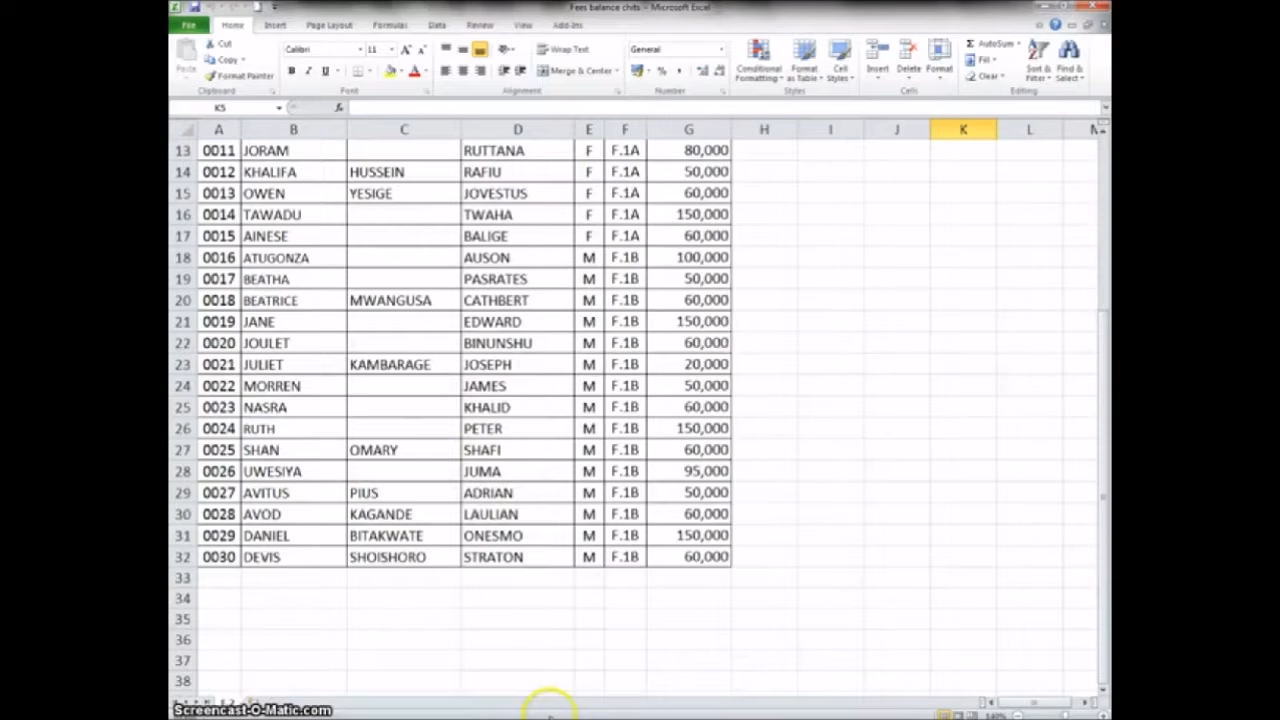 Fees balance chits – Microsoft Excel
File Home Insert Page Layout Formulas Data Review View Add-Ins
Cut Calibri 11 Wrap Text General AutoSum
Copy Fill
Paste Format Painter B I U Merge & Center Conditional Formatting Format as Table Cell Styles Insert Delete Format Clear Sort & Filter Find & Select
Clipboard Font Alignment Number Styles Cells Editing
K5 fx
A B C D E F G H I J K L M
13 0011 JORAM RUTTANA F F.1A 80,000
14 0012 KHALIFA HUSSEIN RAFIU F F.1A 50,000
15 0013 OWEN YESIGE JOVESTUS F F.1A 60,000
16 0014 TAWADU TWAHA F F.1A 150,000
17 0015 AINESE BALIGE F F.1A 60,000
18 0016 ATUGONZA AUSON M F.1B 100,000
19 0017 BEATHA PASRATES M F.1B 50,000
20 0018 BEATRICE MWANGUSA CATHBERT M F.1B 60,000
21 0019 JANE EDWARD M F.1B 150,000
22 0020 JOULET BINUNSHU M F.1B 60,000
23 0021 JULIET KAMBARAGE JOSEPH M F.1B 20,000
24 0022 MORREN JAMES M F.1B 50,000
25 0023 NASRA KHALID M F.1B 60,000
26 0024 RUTH PETER M F.1B 150,000
27 0025 SHAN OMARY SHAFI M F.1B 60,000
28 0026 UWESIYA JUMA M F.1B 95,000
29 0027 AVITUS PIUS ADRIAN M F.1B 50,000
30 0028 AVOD KAGANDE LAULIAN M F.1B 60,000
31 0029 DANIEL BITAKWATE ONESMO M F.1B 150,000
32 0030 DEVIS SHOISHORO STRATON M F.1B 60,000
33
34
35
36
37
38
Screencast-O-Matic.com 140%